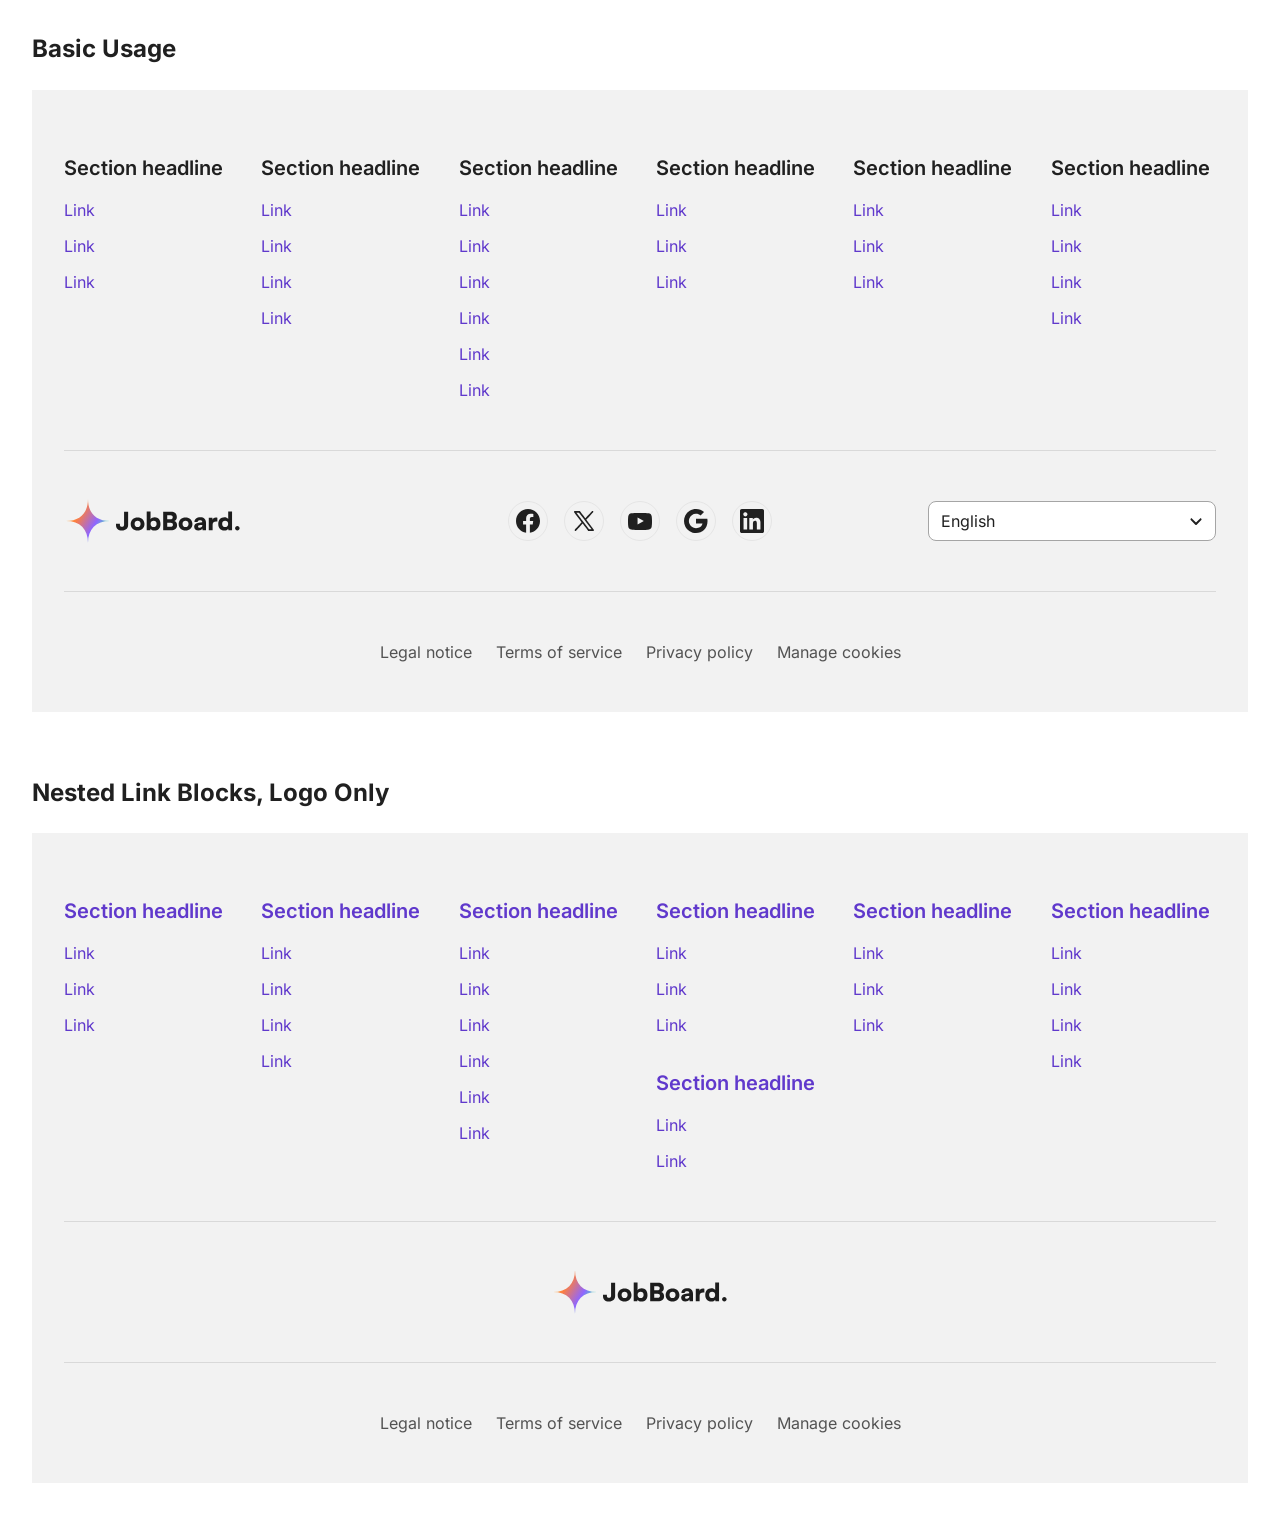 Basic Usage
Section headline Section headline Section headline Section headline Section headline Section headline
Link Link Link Link Link Link
Link Link Link Link Link Link
Link Link Link Link Link Link
Link Link Link
Link
Link
JobBoard. English
Legal notice Terms of service Privacy policy Manage cookies
Nested Link Blocks, Logo Only
Section headline Section headline Section headline Section headline Section headline Section headline
Link Link Link Link Link Link
Link Link Link Link Link Link
Link Link Link Link Link Link
Link Link Link
Section headline
Link
Link
Link
Link
JobBoard.
Legal notice Terms of service Privacy policy Manage cookies